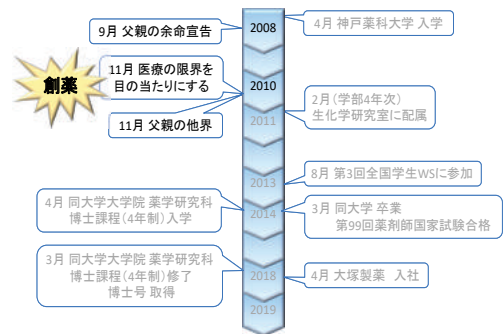 2008
4月 神戸薬科大学 入学
9月 父親の余命宣告
創薬
11月 医療の限界を
目の当たりにする
2010
2011
2月(学部4年次)
生化学研究室に配属
11月 父親の他界
2013
8月 第3回全国学生WSに参加
4月 同大学大学院 薬学研究科
博士課程(4年制)入学
2014
3月 同大学 卒業
第99回薬剤師国家試験合格
3月 同大学大学院 薬学研究科
博士課程(4年制)修了
博士号 取得
2018
4月 大塚製薬 入社
2019